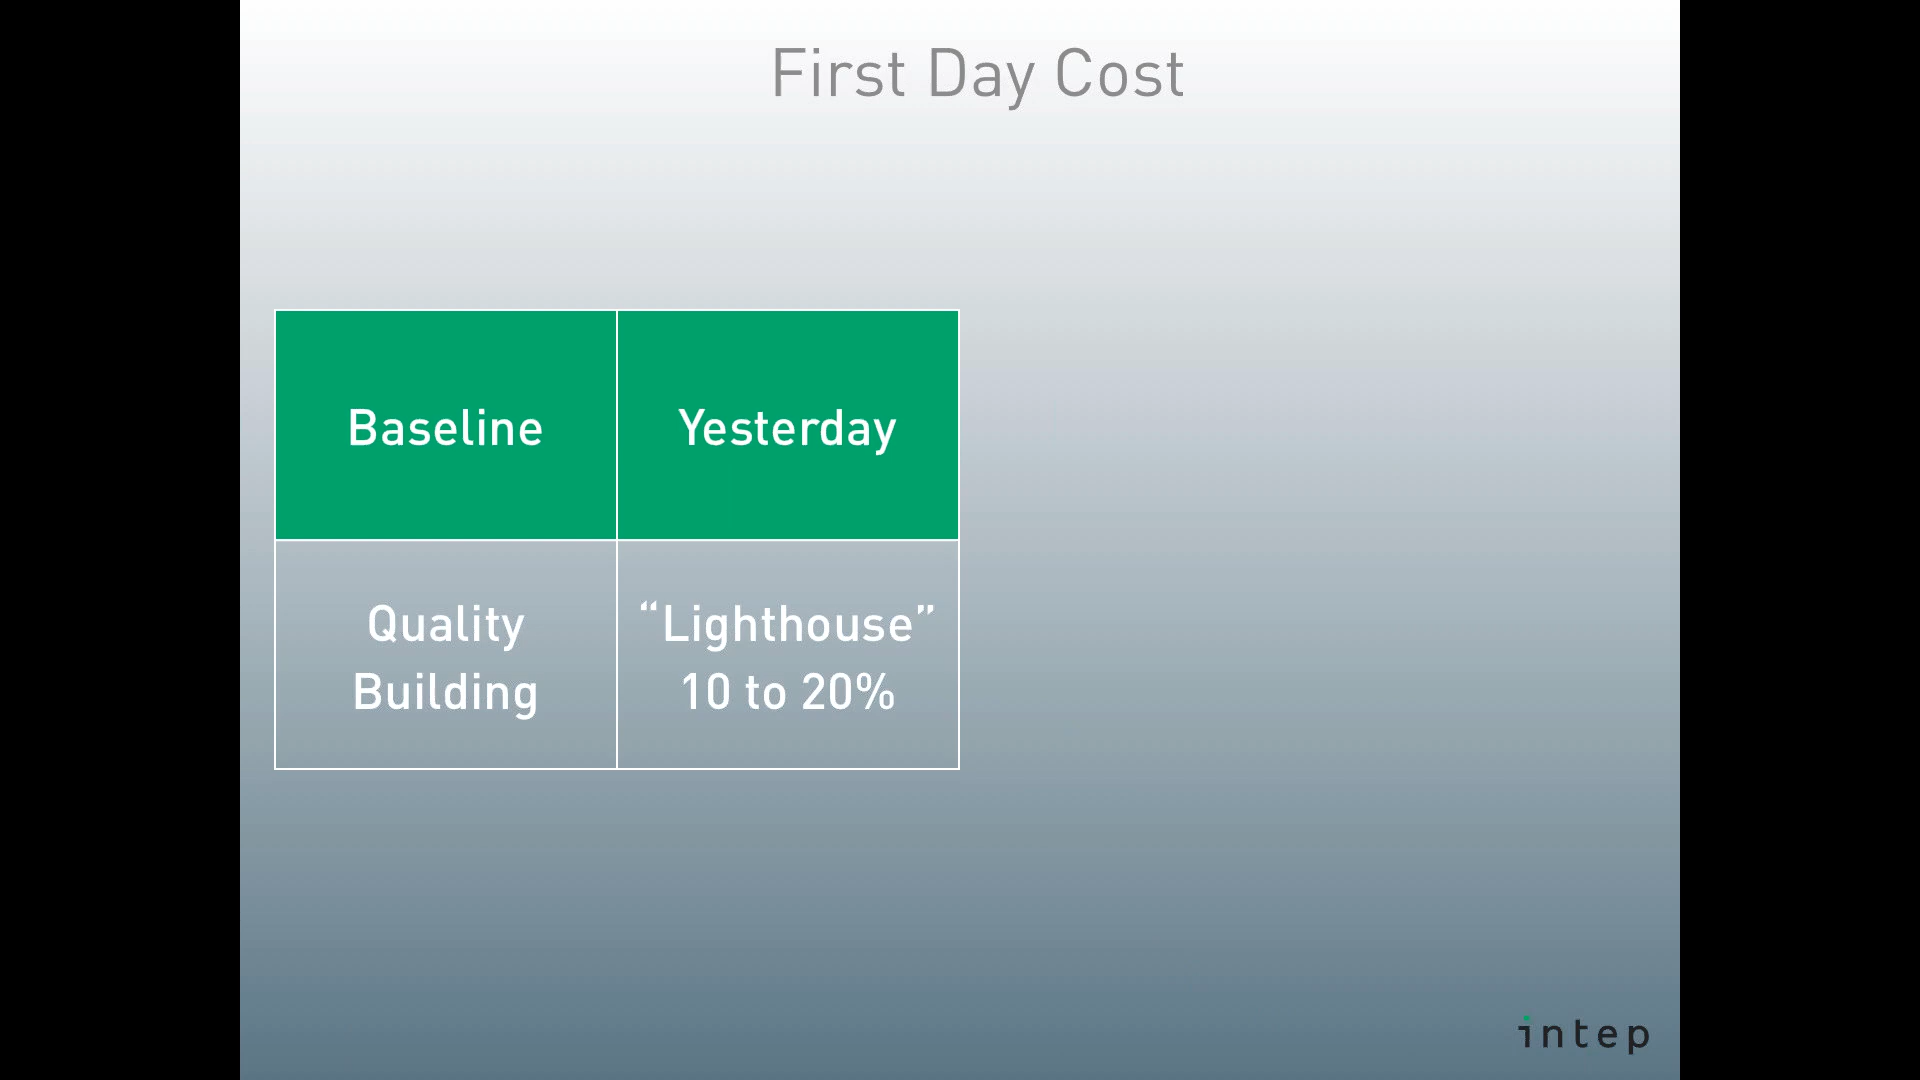 First Day Cost
Baseline
Yesterday
Quality
Building
“Lighthouse”
10 to 20%
intep